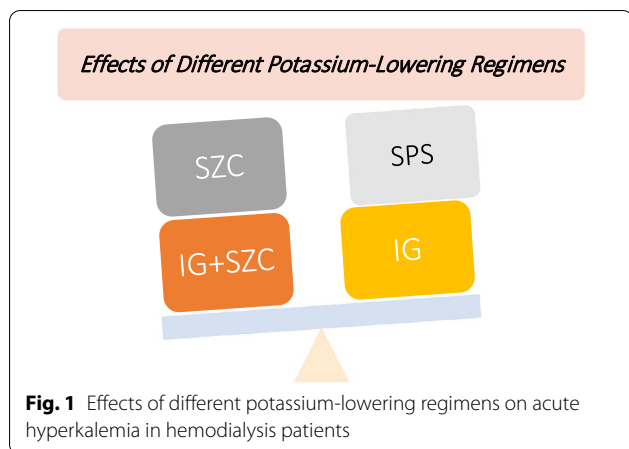 Effects of Different Potassium-Lowering Regimens
SZC
SPS
IG+SZC
IG
Fig. 1 Effects of different potassium-lowering regimens on acute
hyperkalemia in hemodialysis patients